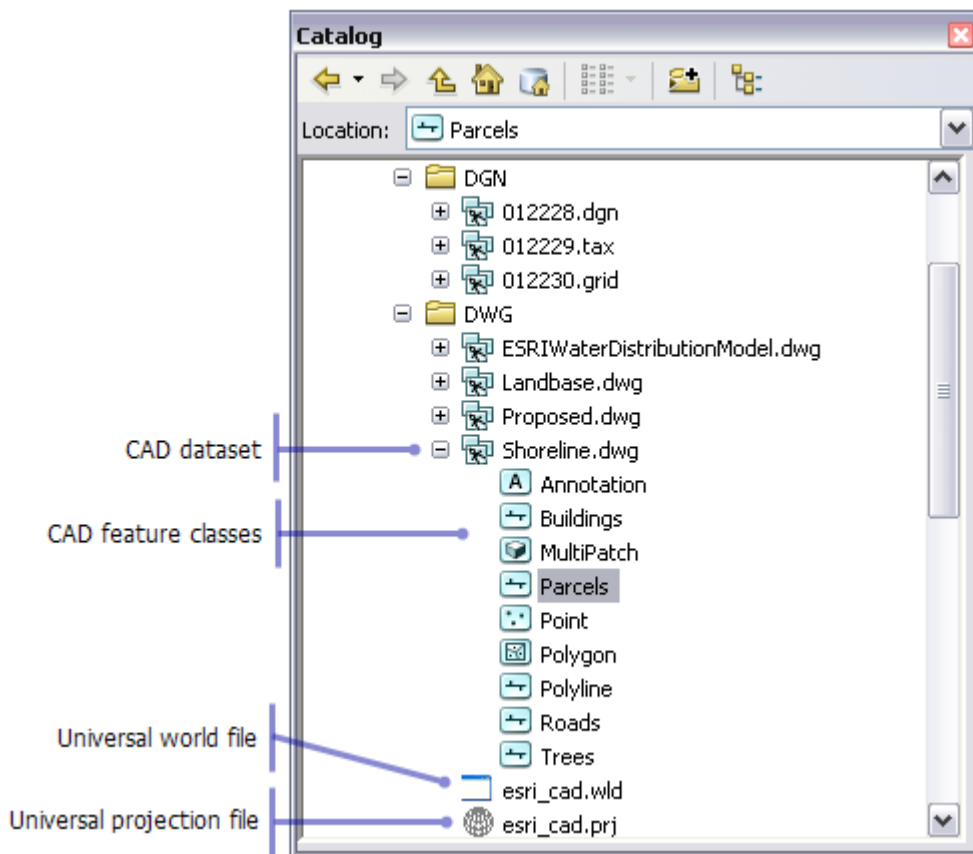 Catalog
Location: Parcels
DGN
012228.dgn
012229.tax
012230.grid
DWG
ESRIWaterDistributionModel.dwg
Landbase.dwg
Proposed.dwg
CAD dataset
Shoreline.dwg
A Annotation
Buildings
CAD feature classes
MultiPatch
Parcels
Point
Polygon
Polyline
Roads
Universal world file
Trees
esri_cad.wld
Universal projection file
esri_cad.prj